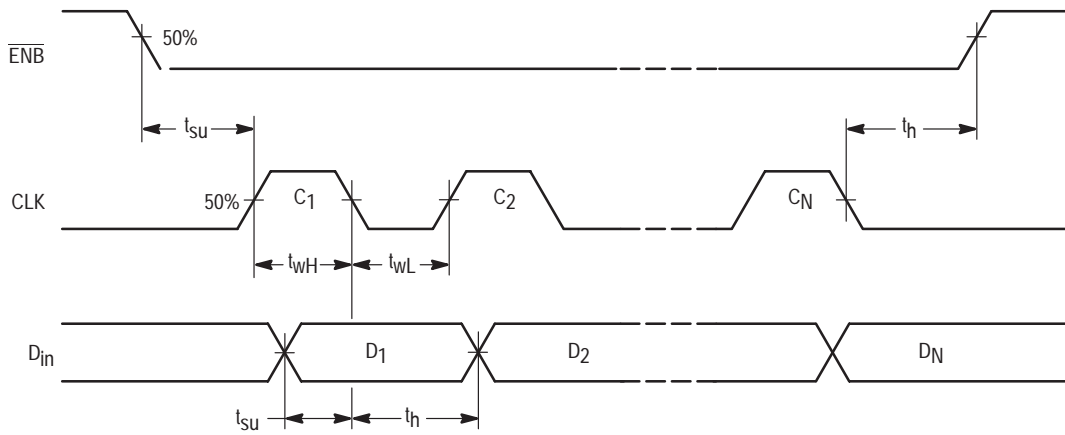 50%
ENB
tsu
th
CLK
50%
C1
C2
CN
twH
twL
Din
D1
D2
DN
tsu
th